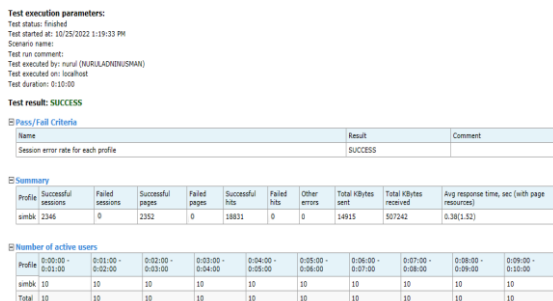 Test execution parameters:
Test status: finished
Test started at: 10/25/2022 1:19:33 PM
Scenario name:
Test run comment:
Test executed by: nurul (NURULADNINUSMAN)
Test executed on: localhost
Test duration: 0:10:00
Test result: SUCCESS
Pass/Fail Criteria
Name Result Comment
Session error rate for each profile SUCCESS
Summary
Profile Successful sessions Failed sessions Successful pages Failed pages Successful hits Failed hits Other errors Total KBytes sent Total KBytes received Avg response time, sec (with page resources)
simbk 2346 0 2352 0 18831 0 0 14915 507242 0.38(1.52)
Number of active users
Profile 0:00:00 - 0:01:00 0:01:00 - 0:02:00 0:02:00 - 0:03:00 0:03:00 - 0:04:00 0:04:00 - 0:05:00 0:05:00 - 0:06:00 0:06:00 - 0:07:00 0:07:00 - 0:08:00 0:08:00 - 0:09:00 0:09:00 - 0:10:00
simbk 10 10 10 10 10 10 10 10 10 10
Total 10 10 10 10 10 10 10 10 10 10